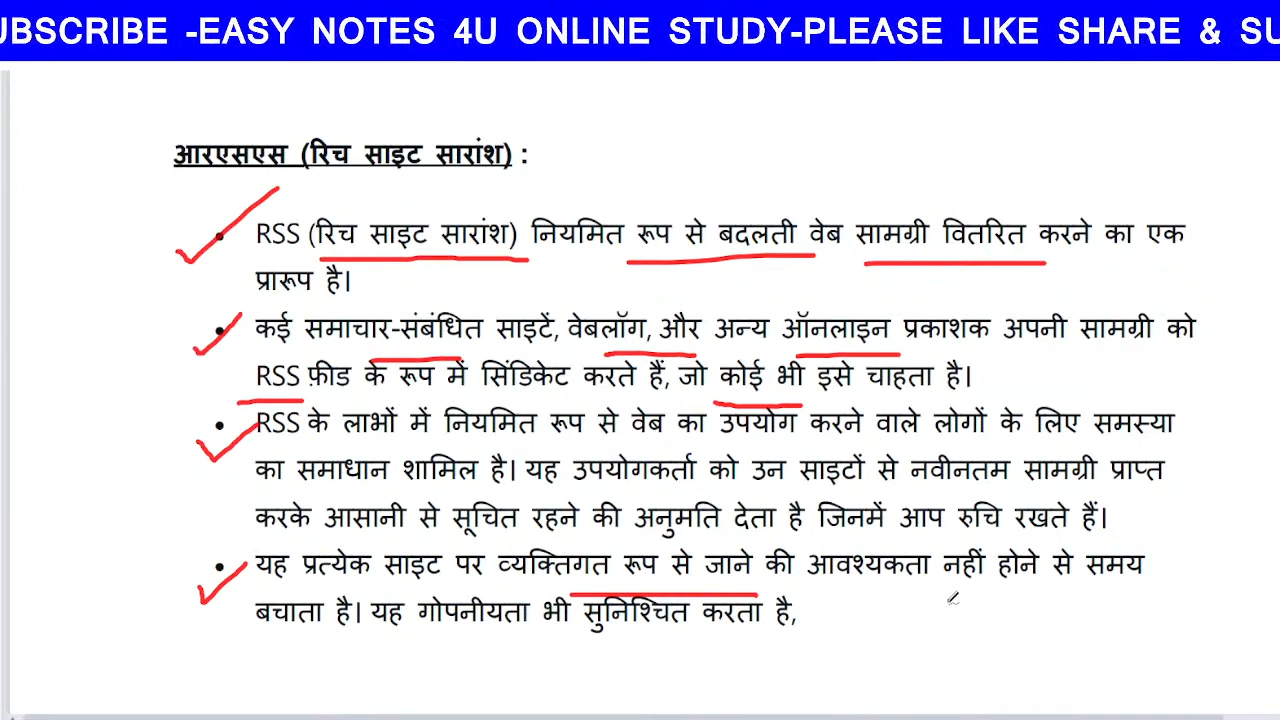 UBSCRIBE -EASY NOTES 4U ONLINE STUDY-PLEASE LIKE SHARE & SU
आरएसएस (रिच साइट सारांश) :
• RSS (रिच साइट सारांश) नियमित रूप से बदलती वेब सामग्री वितरित करने का एक
प्रारूप है।
• कई समाचार-संबंधित साइटें, वेबलॉग, और अन्य ऑनलाइन प्रकाशक अपनी सामग्री को
RSS फ़ीड के रूप में सिंडिकेट करते हैं, जो कोई भी इसे चाहता है।
• RSS के लाभों में नियमित रूप से वेब का उपयोग करने वाले लोगों के लिए समस्या
का समाधान शामिल है। यह उपयोगकर्ता को उन साइटों से नवीनतम सामग्री प्राप्त
करके आसानी से सूचित रहने की अनुमति देता है जिनमें आप रुचि रखते हैं।
• यह प्रत्येक साइट पर व्यक्तिगत रूप से जाने की आवश्यकता नहीं होने से समय
बचाता है। यह गोपनीयता भी सुनिश्चित करता है,